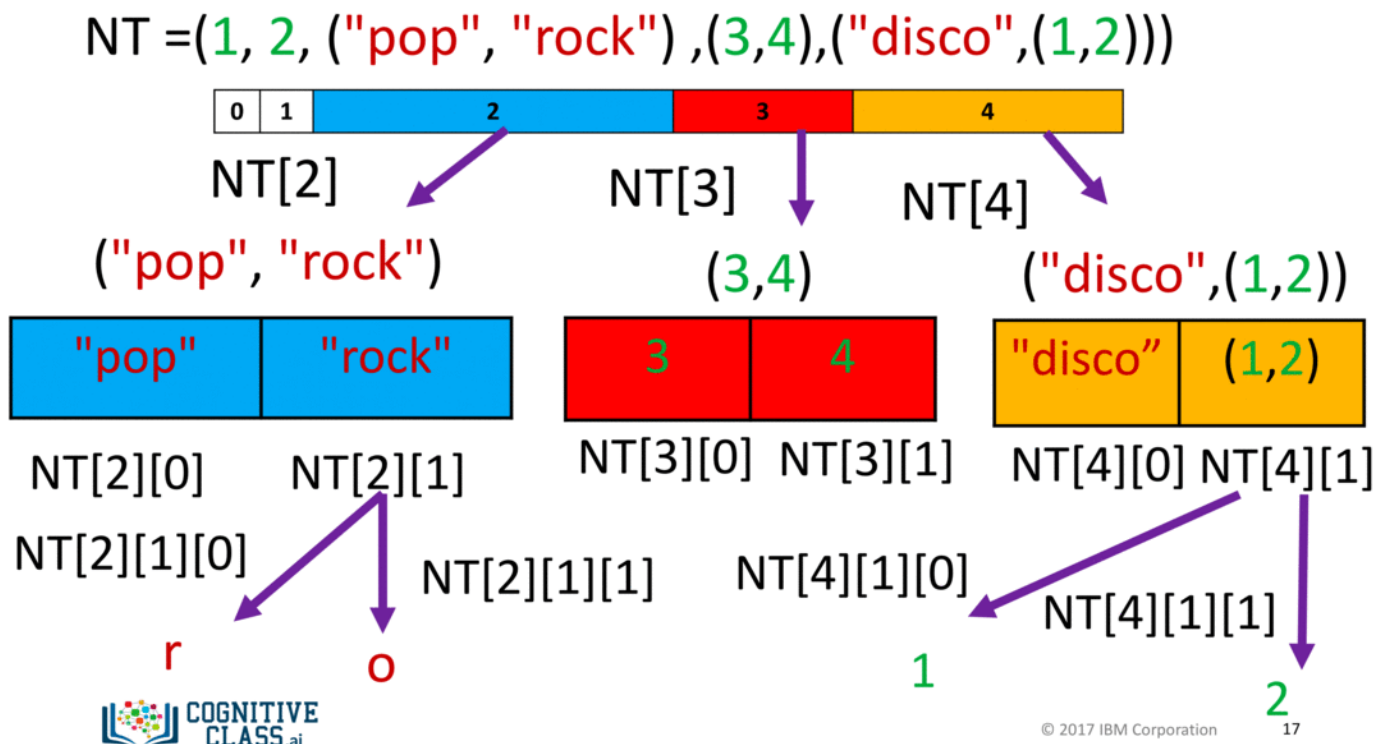 NT =(1, 2, ("pop", "rock") ,(3,4),("disco",(1,2)))
0 1 2 3 4
NT[2] NT[3] NT[4]
("pop", "rock") (3,4) ("disco",(1,2))
"pop" "rock" 3 4 "disco” (1,2)
NT[2][0] NT[2][1] NT[3][0] NT[3][1] NT[4][0] NT[4][1]
NT[2][1][0] NT[2][1][1] NT[4][1][0] NT[4][1][1]
r o 1 2
COGNITIVE
CLASS.ai
© 2017 IBM Corporation 17